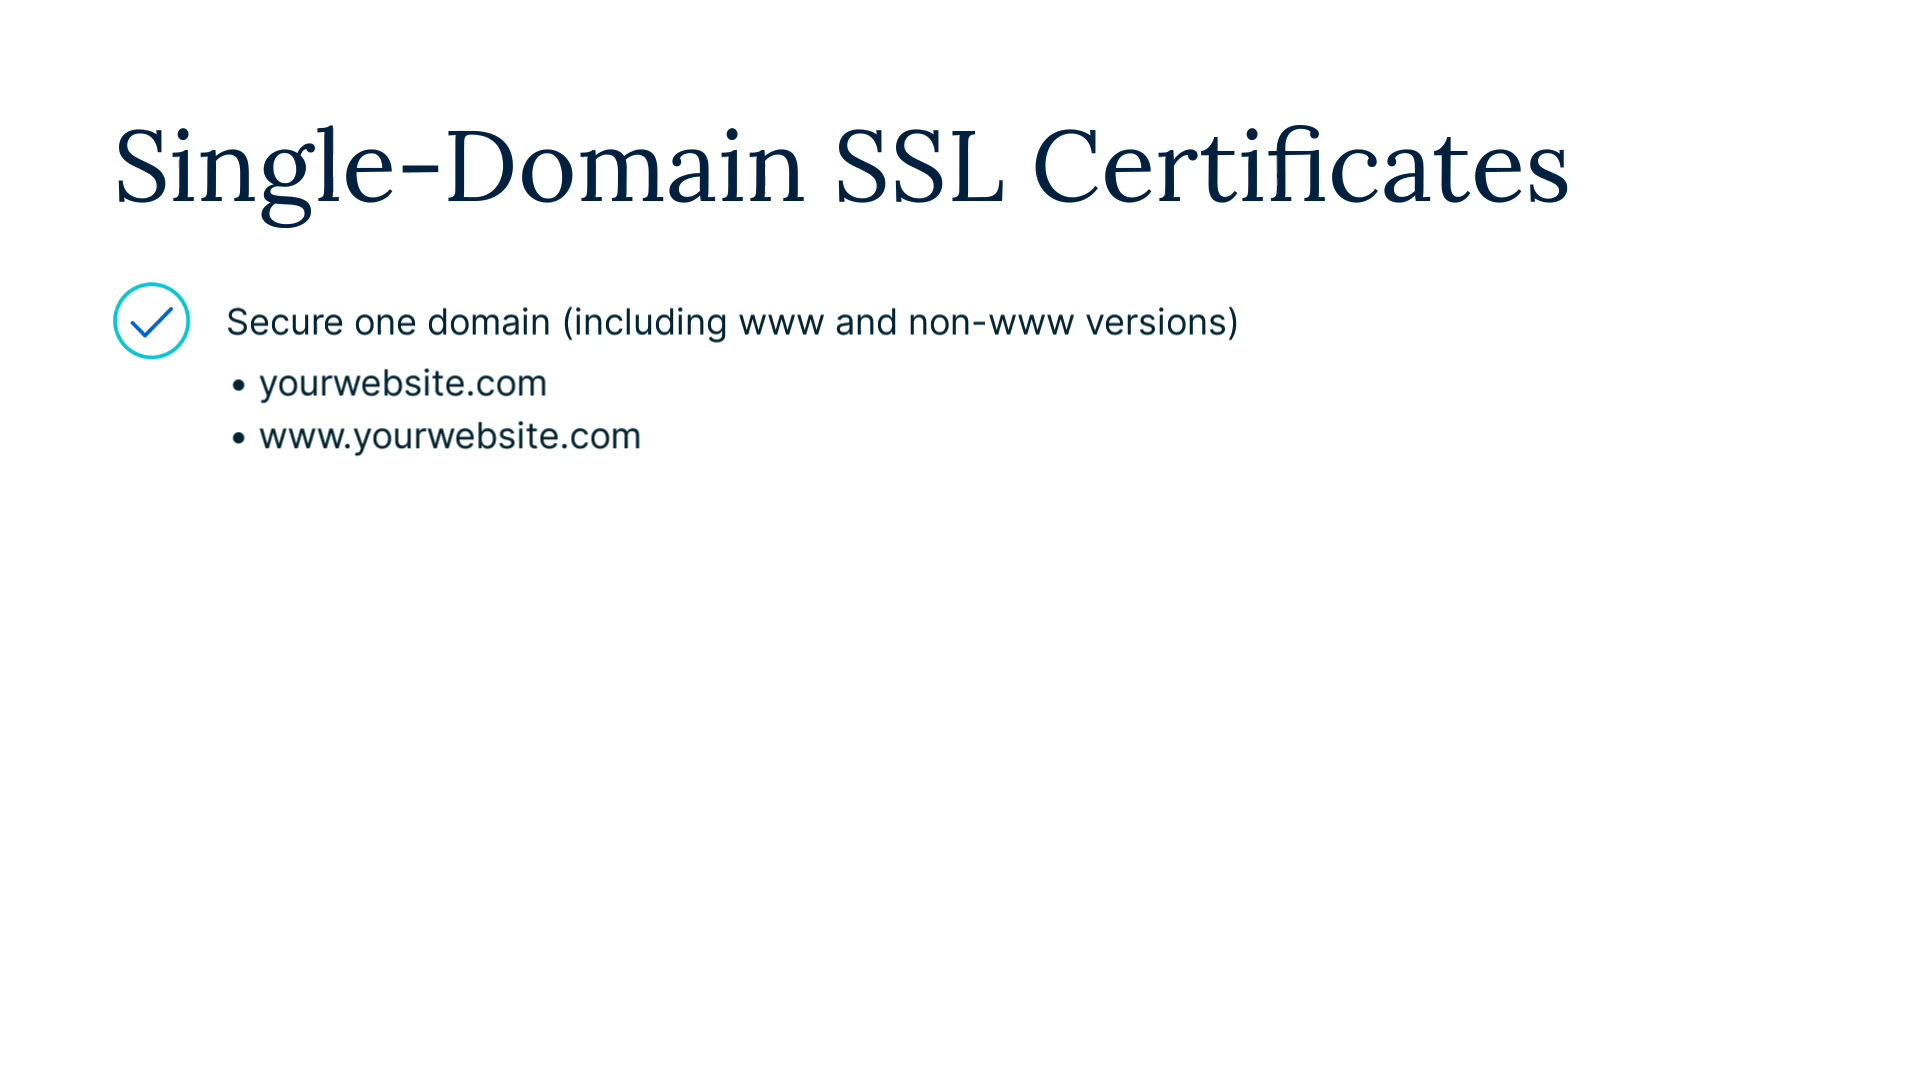 Single-Domain SSL Certificates
Secure one domain (including www and non-www versions)
• yourwebsite.com
• www.yourwebsite.com